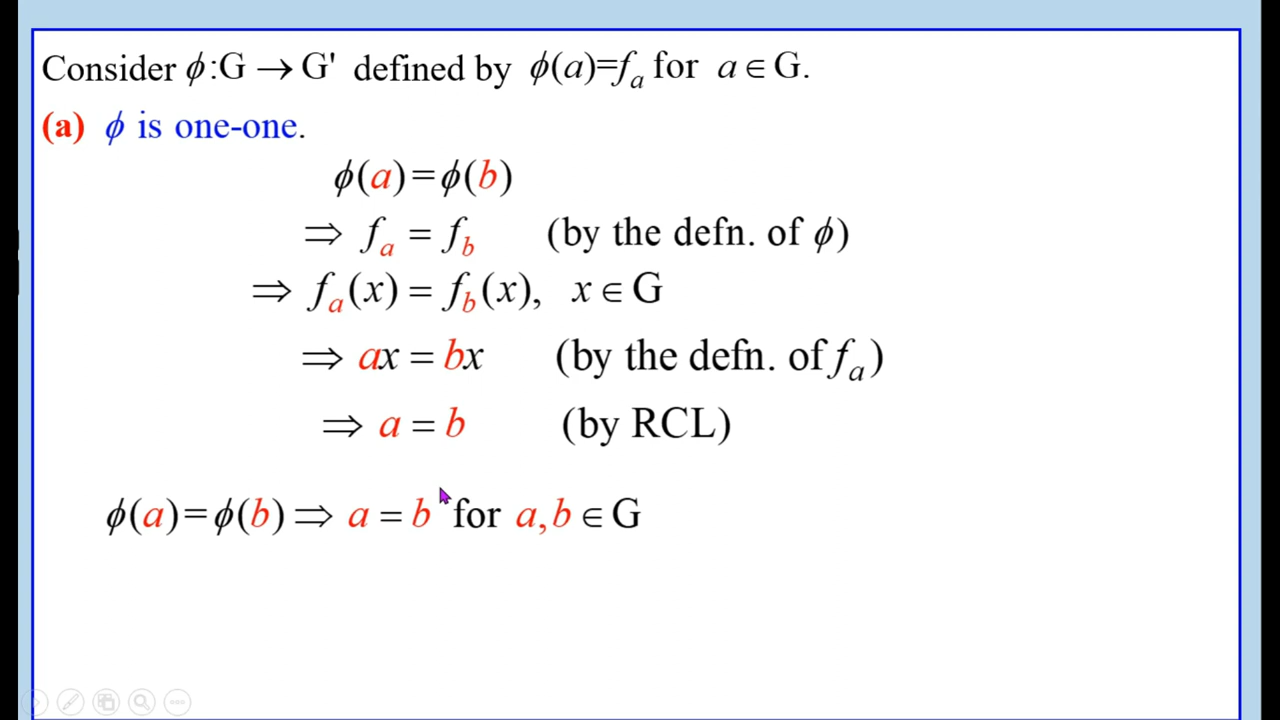 Consider ϕ:G → G' defined by ϕ(a)=fₐ for a ∈ G.
(a) ϕ is one-one.
ϕ(a)=ϕ(b)
⇒ f_a = f_b (by the defn. of ϕ)
⇒ f_a(x) = f_b(x), x ∈ G
⇒ ax = bx (by the defn. of f_a)
⇒ a = b (by RCL)
ϕ(a)=ϕ(b) ⇒ a = b for a,b ∈ G